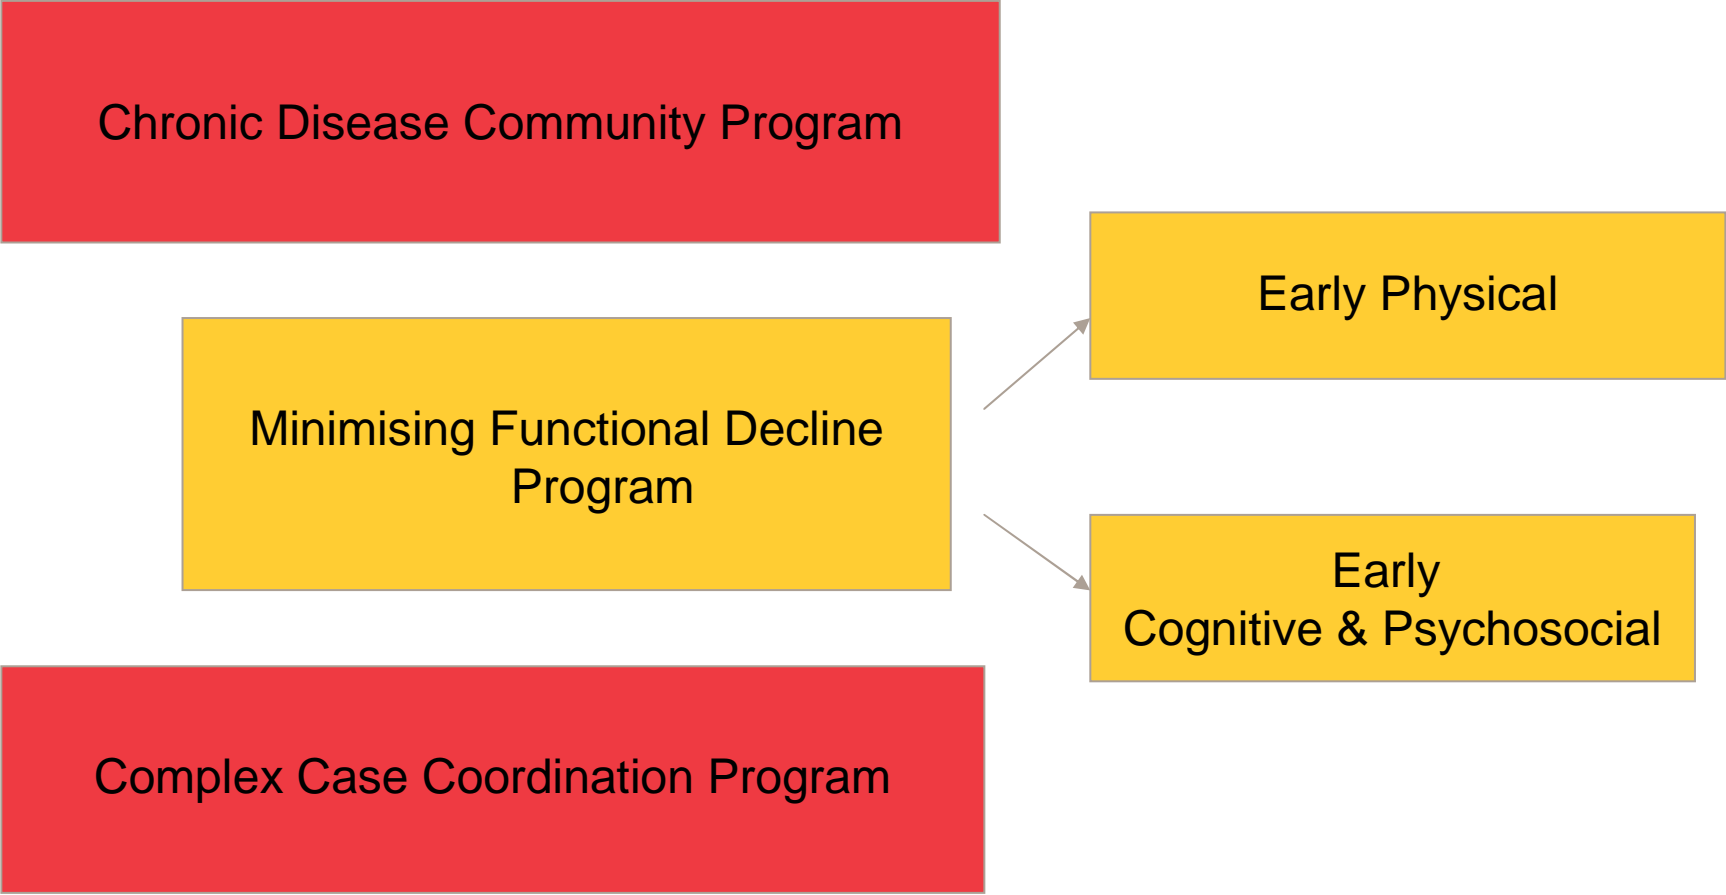 Chronic Disease Community Program
Early Physical
Minimising Functional Decline
Program
Early
Cognitive & Psychosocial
Complex Case Coordination Program